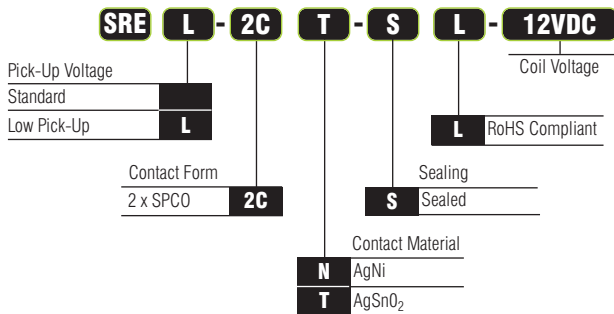 SRE L - 2C T - S L - 12VDC
Coil Voltage
Pick-Up Voltage
Standard
Low Pick-Up L
L RoHS Compliant
Contact Form
2 x SPCO 2C
Sealing
S Sealed
Contact Material
N AgNi
T AgSnO₂